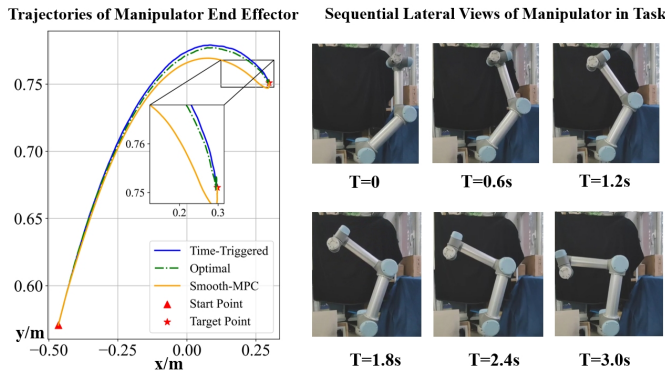 Trajectories of Manipulator End Effector
0.75
0.70
0.65
0.60
y/m
−0.50
−0.25
0.00
0.25
x/m
0.76
0.75
0.2
0.3
Time-Triggered
Optimal
Smooth-MPC
Start Point
Target Point
Sequential Lateral Views of Manipulator in Task
T=0
T=0.6s
T=1.2s
T=1.8s
T=2.4s
T=3.0s